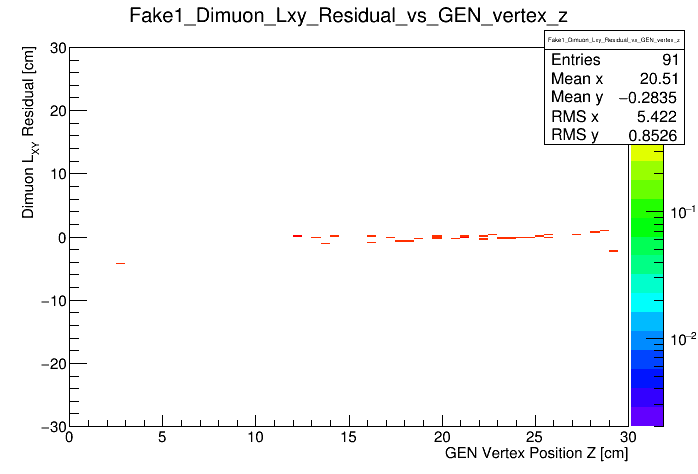 Fake1_Dimuon_Lxy_Residual_vs_GEN_vertex_z
Fake1_Dimuon_Lxy_Residual_vs_GEN_vertex_z
Entries 91
Mean x 20.51
Mean y −0.2835
RMS x 5.422
RMS y 0.8526
Dimuon LXY Residual [cm]
30
20
10
0
−10
−20
−30
10−1
10−2
0 5 10 15 20 25 30
GEN Vertex Position Z [cm]